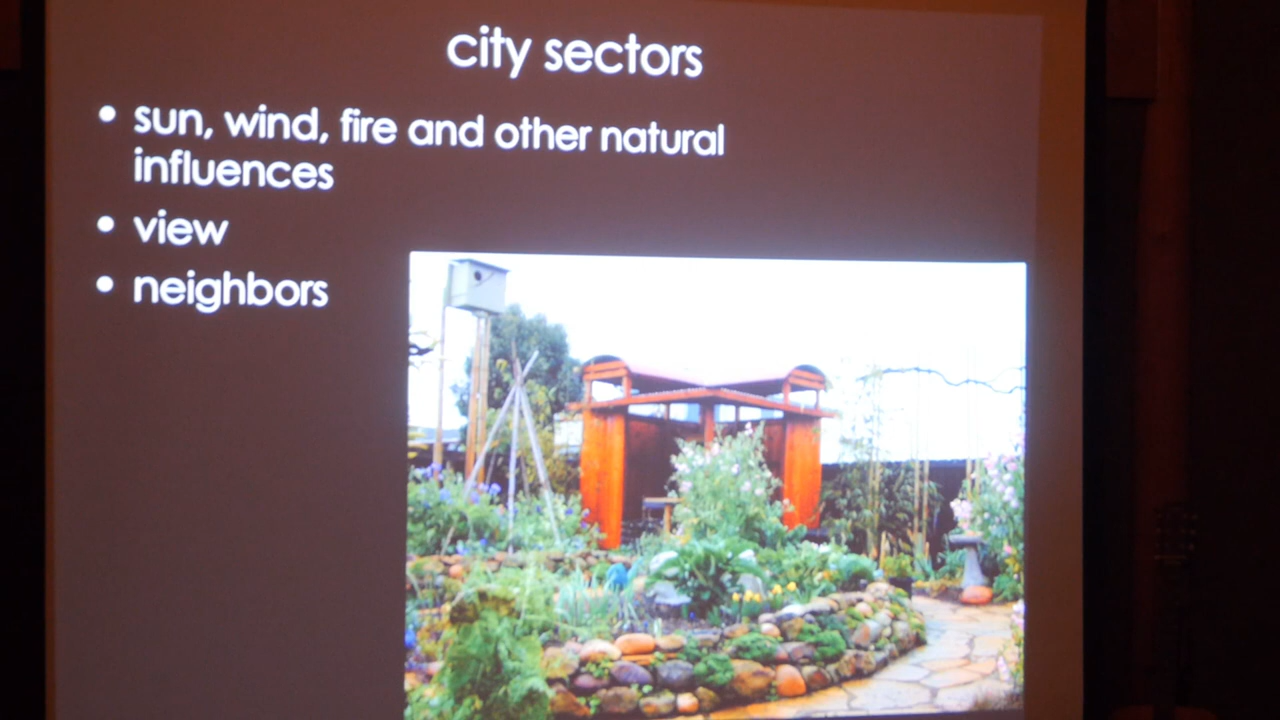 city sectors
• sun, wind, fire and other natural
influences
• view
• neighbors